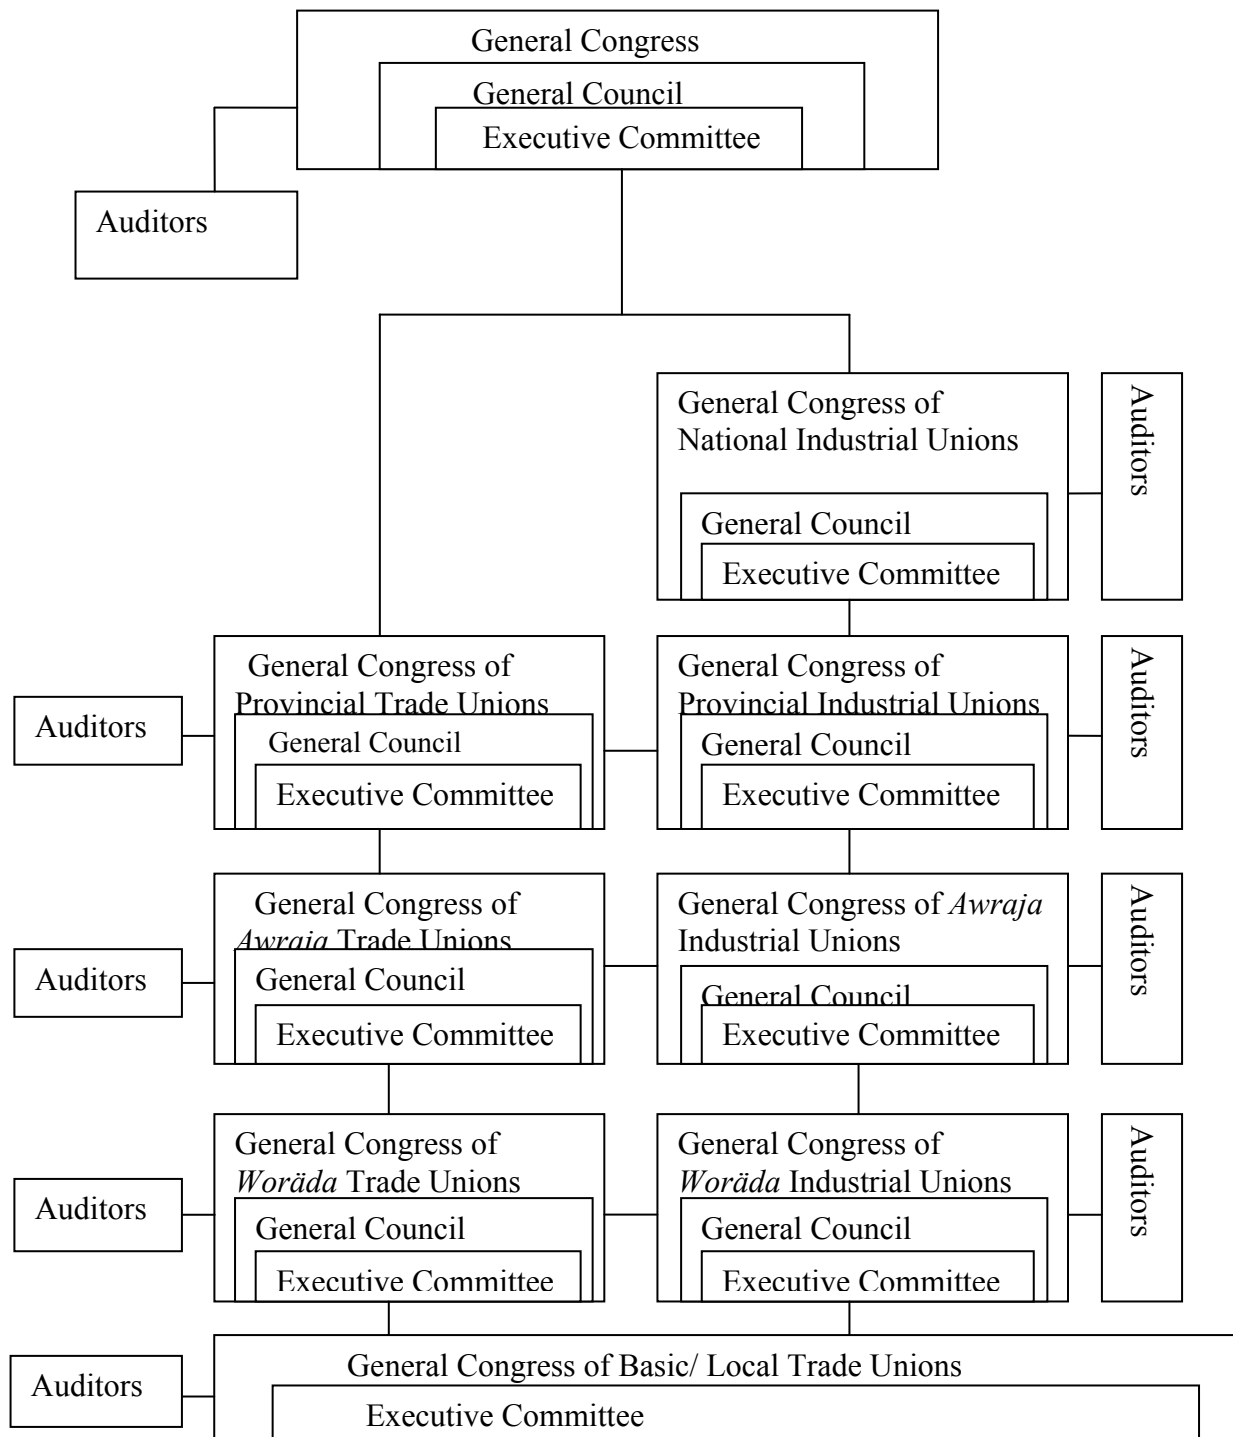 General Congress
General Council
Executive Committee
Auditors
General Congress of
National Industrial Unions
General Council
Executive Committee
Auditors
Auditors
General Congress of
Provincial Trade Unions
General Council
Executive Committee
General Congress of
Provincial Industrial Unions
General Council
Executive Committee
Auditors
Auditors
General Congress of
Awraja Trade Unions
General Council
Executive Committee
General Congress of Awraja
Industrial Unions
General Council
Executive Committee
Auditors
Auditors
General Congress of
Woräda Trade Unions
General Council
Executive Committee
General Congress of
Woräda Industrial Unions
General Council
Executive Committee
Auditors
Auditors
General Congress of Basic/ Local Trade Unions
Executive Committee